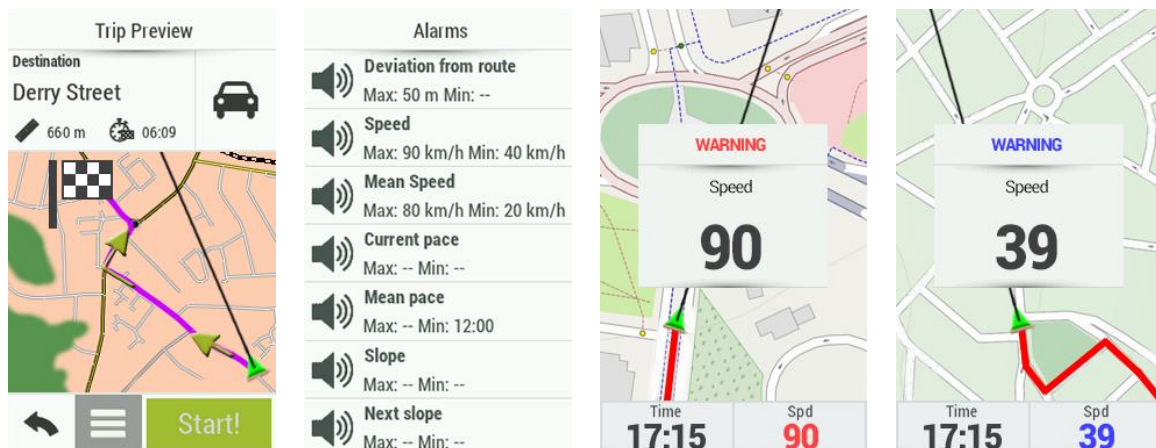 Trip Preview
Destination
Derry Street
660 m 06:09
Start!
Alarms
Deviation from route
Max: 50 m Min: --
Speed
Max: 90 km/h Min: 40 km/h
Mean Speed
Max: 80 km/h Min: 20 km/h
Current pace
Max: -- Min: --
Mean pace
Max: -- Min: 12:00
Slope
Max: -- Min: --
Next slope
Max: -- Min: --
WARNING
Speed
90
Time Spd
17:15 90
WARNING
Speed
39
Time Spd
17:15 39